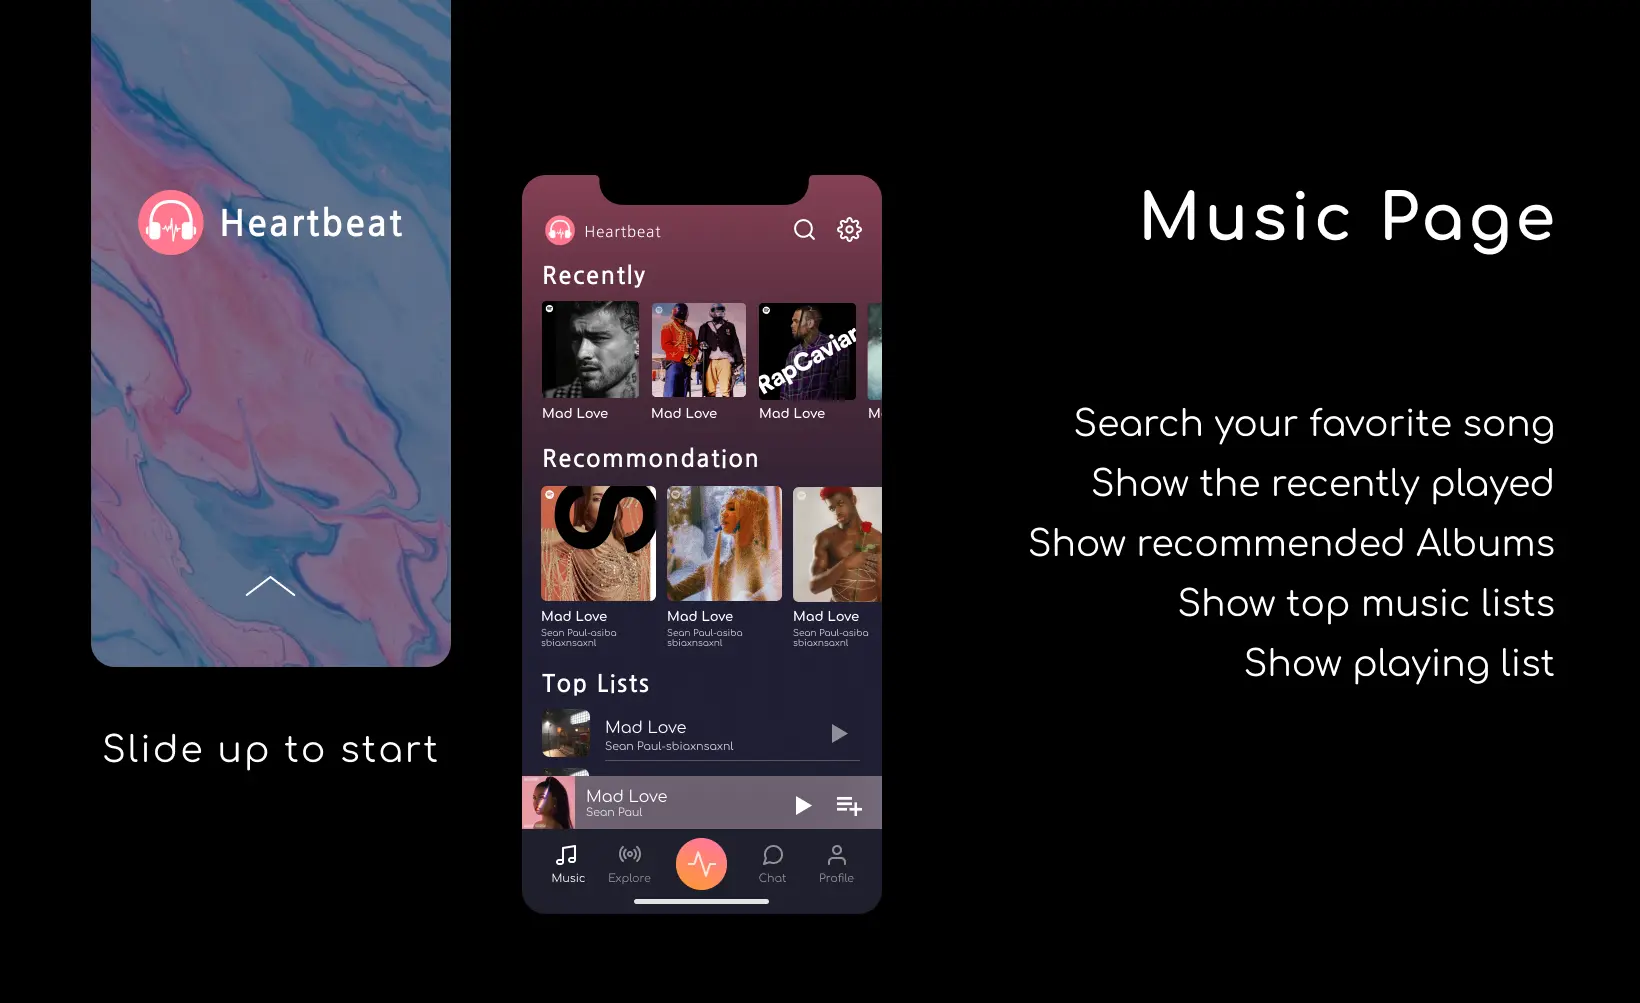 Heartbeat
Slide up to start
Heartbeat
Recently
RapCaviar
Mad Love
Mad Love
Mad Love
M
Recommondation
S
Mad Love
Sean Paul-asiba
sbiaxnsaxnl
Mad Love
Sean Paul-asiba
sbiaxnsaxnl
Mad Love
Sean Paul-asiba
sbiaxnsaxnl
Top Lists
Mad Love
Sean Paul-sbiaxnsaxnl
Mad Love
Sean Paul
Music
Explore
Chat
Profile
Music Page
Search your favorite song
Show the recently played
Show recommended Albums
Show top music lists
Show playing list